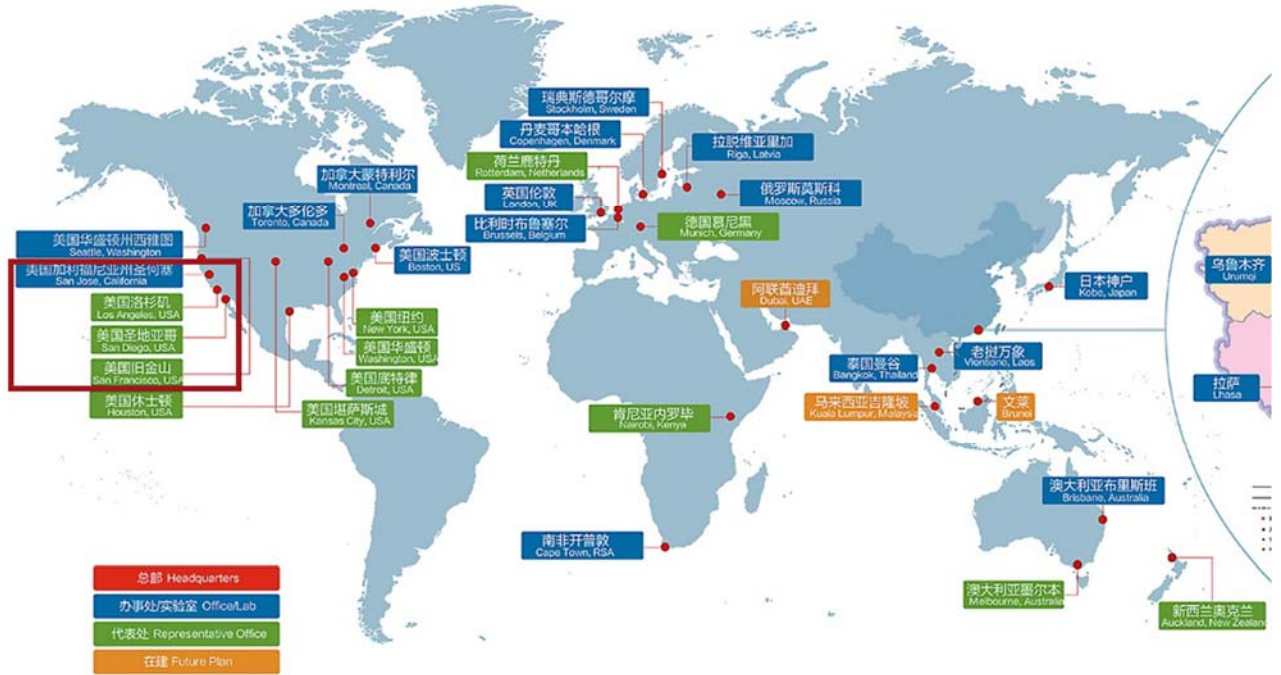 瑞典斯德哥尔摩
Stockholm, Sweden
丹麦哥本哈根
Copenhagen, Denmark
拉脱维亚里加
Riga, Latvia
荷兰鹿特丹
Rotterdam, Netherlands
加拿大蒙特利尔
Montreal, Canada
英国伦敦
London, UK
俄罗斯莫斯科
Moscow, Russia
加拿大多伦多
Toronto, Canada
比利时布鲁塞尔
Brussels, Belgium
德国慕尼黑
Munich, Germany
美国华盛顿州西雅图
Seattle, Washington
美国波士顿
Boston, US
乌鲁木齐
Urumqi
美国加利福尼亚州圣何塞
San Jose, California
日本神户
Kobe, Japan
美国洛杉矶
Los Angeles, USA
阿联酋迪拜
Dubai, UAE
美国纽约
New York, USA
美国圣地亚哥
San Diego, USA
美国华盛顿
Washington, USA
老挝万象
Vientiane, Laos
泰国曼谷
Bangkok, Thailand
美国旧金山
San Francisco, USA
美国底特律
Detroit, USA
拉萨
Lhasa
美国休士顿
Houston, USA
美国堪萨斯城
Kansas City, USA
马来西亚吉隆坡
Kuala Lumpur, Malaysia
文莱
Brunei
肯尼亚内罗毕
Nairobi, Kenya
澳大利亚布里斯班
Brisbane, Australia
南非开普敦
Cape Town, RSA
澳大利亚墨尔本
Melbourne, Australia
新西兰奥克兰
Auckland, New Zealand
总部 Headquarters
办事处/实验室 Office/Lab
代表处 Representative Office
在建 Future Plan